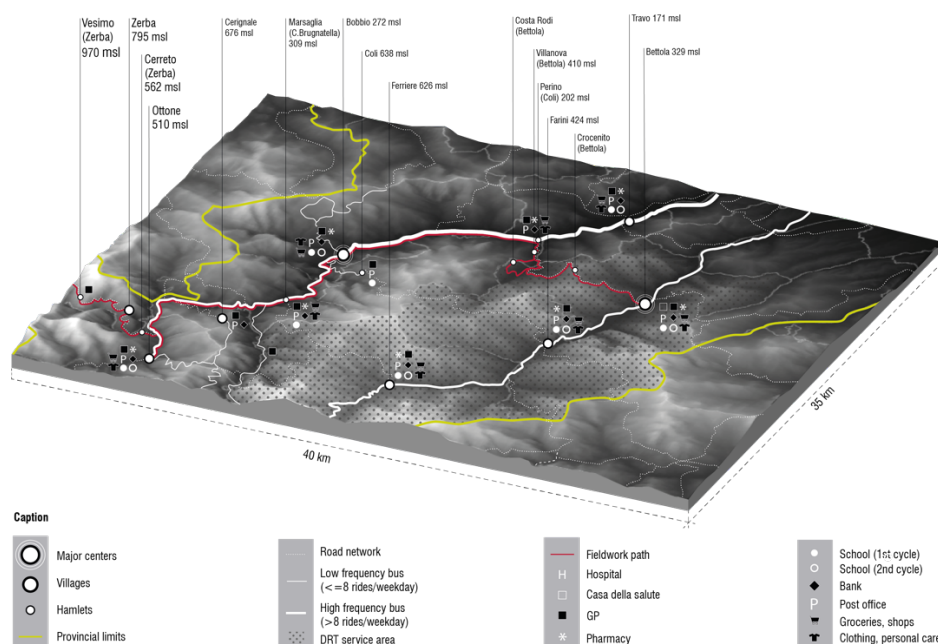 Vesimo
(Zerba)
970 msl
Zerba
795 msl
Cerreto
(Zerba)
562 msl
Ottone
510 msl
Cerignale
676 msl
Marsaglia
(C.Brugnatella)
309 msl
Bobbio 272 msl
Coli 638 msl
Ferriere 626 msl
Costa Rodi
(Bettola)
Villanova
(Bettola) 410 msl
Perino
(Coli) 202 msl
Farini 424 msl
Crocenito
(Bettola)
Travo 171 msl
Bettola 329 msl
40 km
35 km
Caption
Major centers
Villages
Hamlets
Provincial limits
Road network
Low frequency bus
(<=8 rides/weekday)
High frequency bus
(>8 rides/weekday)
DRT service area
Fieldwork path
H Hospital
Casa della salute
GP
* Pharmacy
School (1st cycle)
School (2nd cycle)
Bank
P Post office
Groceries, shops
Clothing, personal care